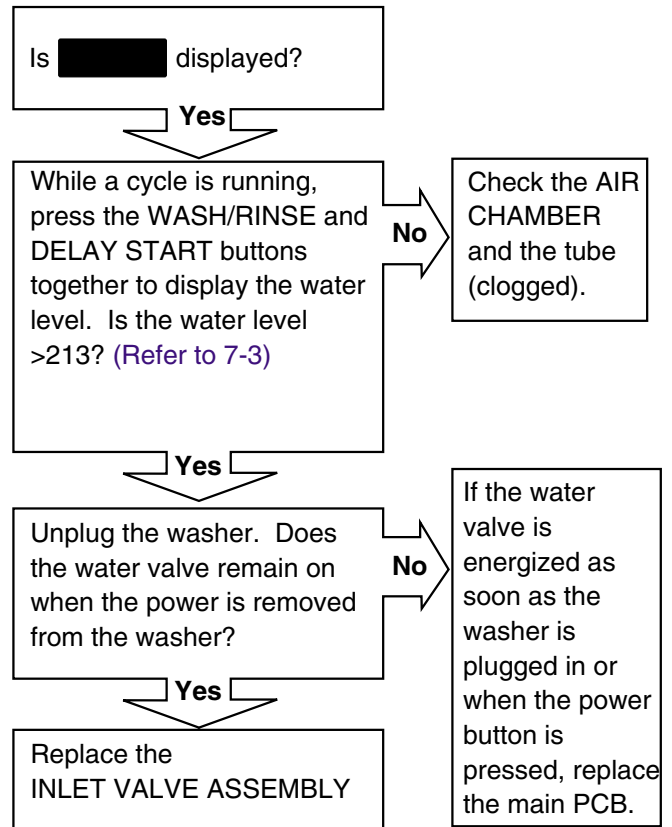 Is displayed?
Yes
While a cycle is running,
press the WASH/RINSE and
DELAY START buttons
together to display the water
level. Is the water level
>213? (Refer to 7-3)
No
Check the AIR
CHAMBER
and the tube
(clogged).
Yes
Unplug the washer. Does
the water valve remain on
when the power is removed
from the washer?
No
If the water
valve is
energized as
soon as the
washer is
plugged in or
when the power
button is
pressed, replace
the main PCB.
Yes
Replace the
INLET VALVE ASSEMBLY